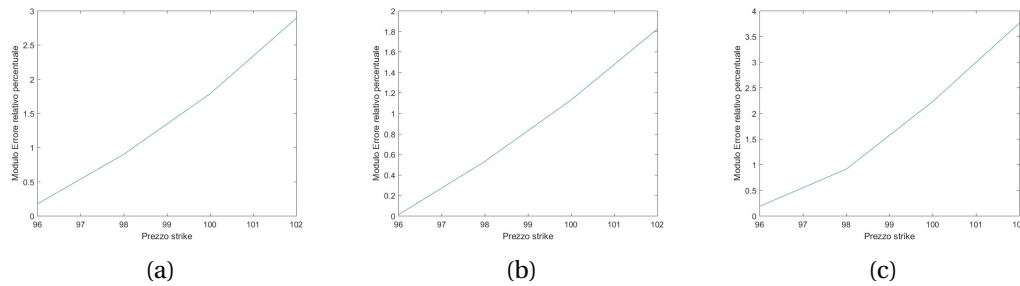 3
2.5
2
1.5
1
0.5
0
96 97 98 99 100 101 102
Prezzo strike
Modulo Errore relativo percentuale
(a)
2
1.8
1.6
1.4
1.2
1
0.8
0.6
0.4
0.2
0
96 97 98 99 100 101 102
Prezzo strike
Modulo Errore relativo percentuale
(b)
4
3.5
3
2.5
2
1.5
1
0.5
0
96 97 98 99 100 101
Prezzo strike
Modulo Errore relativo percentuale
(c)